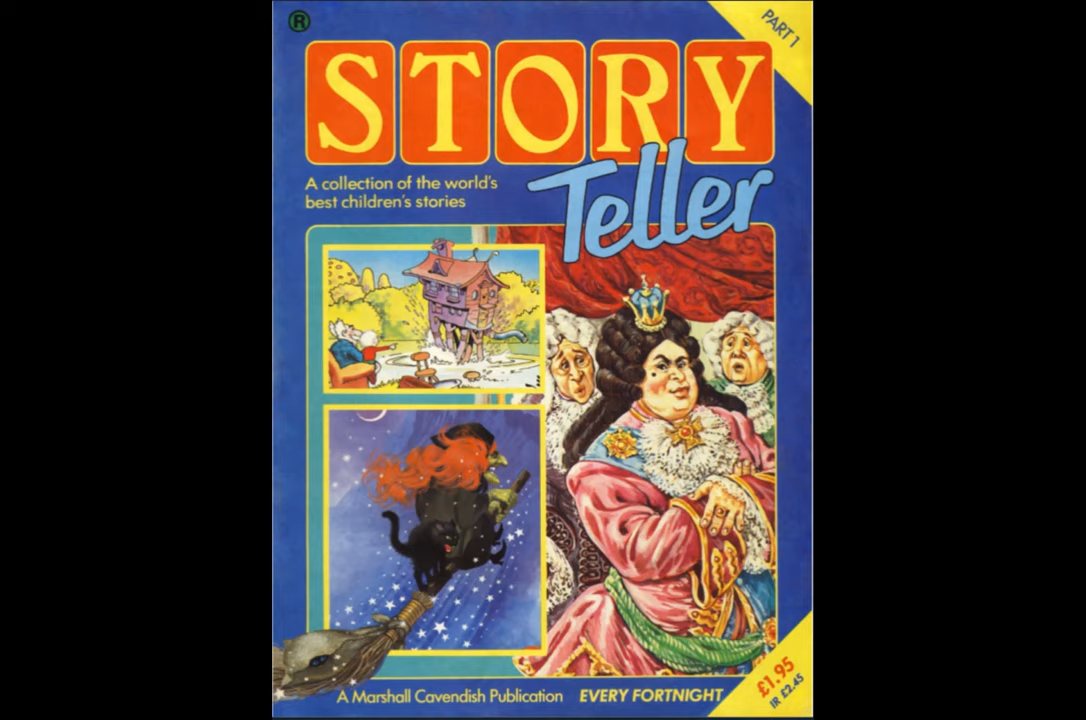 ®
PART 1
STORY
Teller
A collection of the world's
best children's stories
A Marshall Cavendish Publication EVERY FORTNIGHT
£1.95
IR £2.45